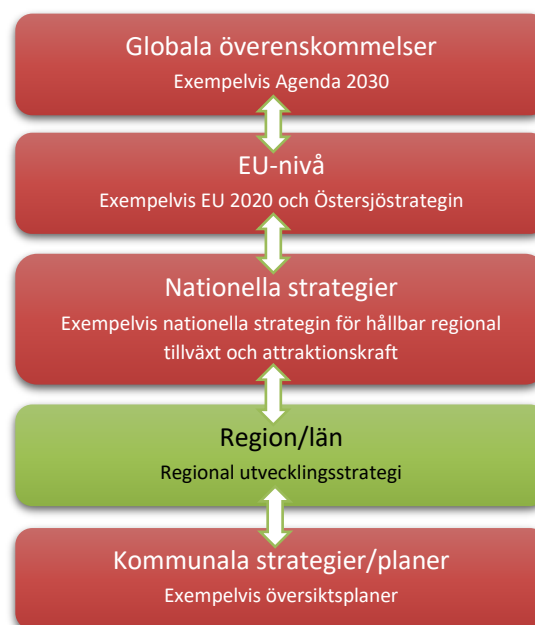 Globala överenskommelser
Exempelvis Agenda 2030
EU-nivå
Exempelvis EU 2020 och Östersjöstrategin
Nationella strategier
Exempelvis nationella strategin för hållbar regional
tillväxt och attraktionskraft
Region/län
Regional utvecklingsstrategi
Kommunala strategier/planer
Exempelvis översiktsplaner